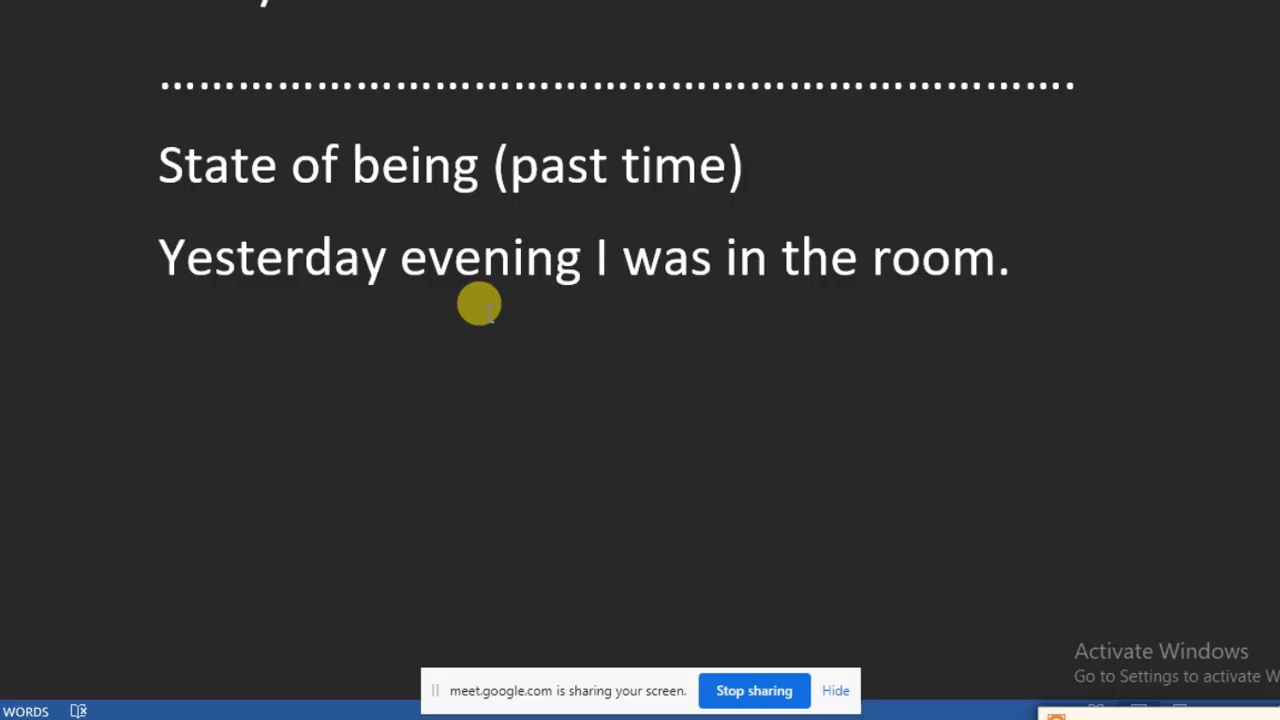 ………………………………………………………….
State of being (past time)
Yesterday evening I was in the room.
Activate Windows
Go to Settings to activate W
meet.google.com is sharing your screen.
Stop sharing
Hide
WORDS